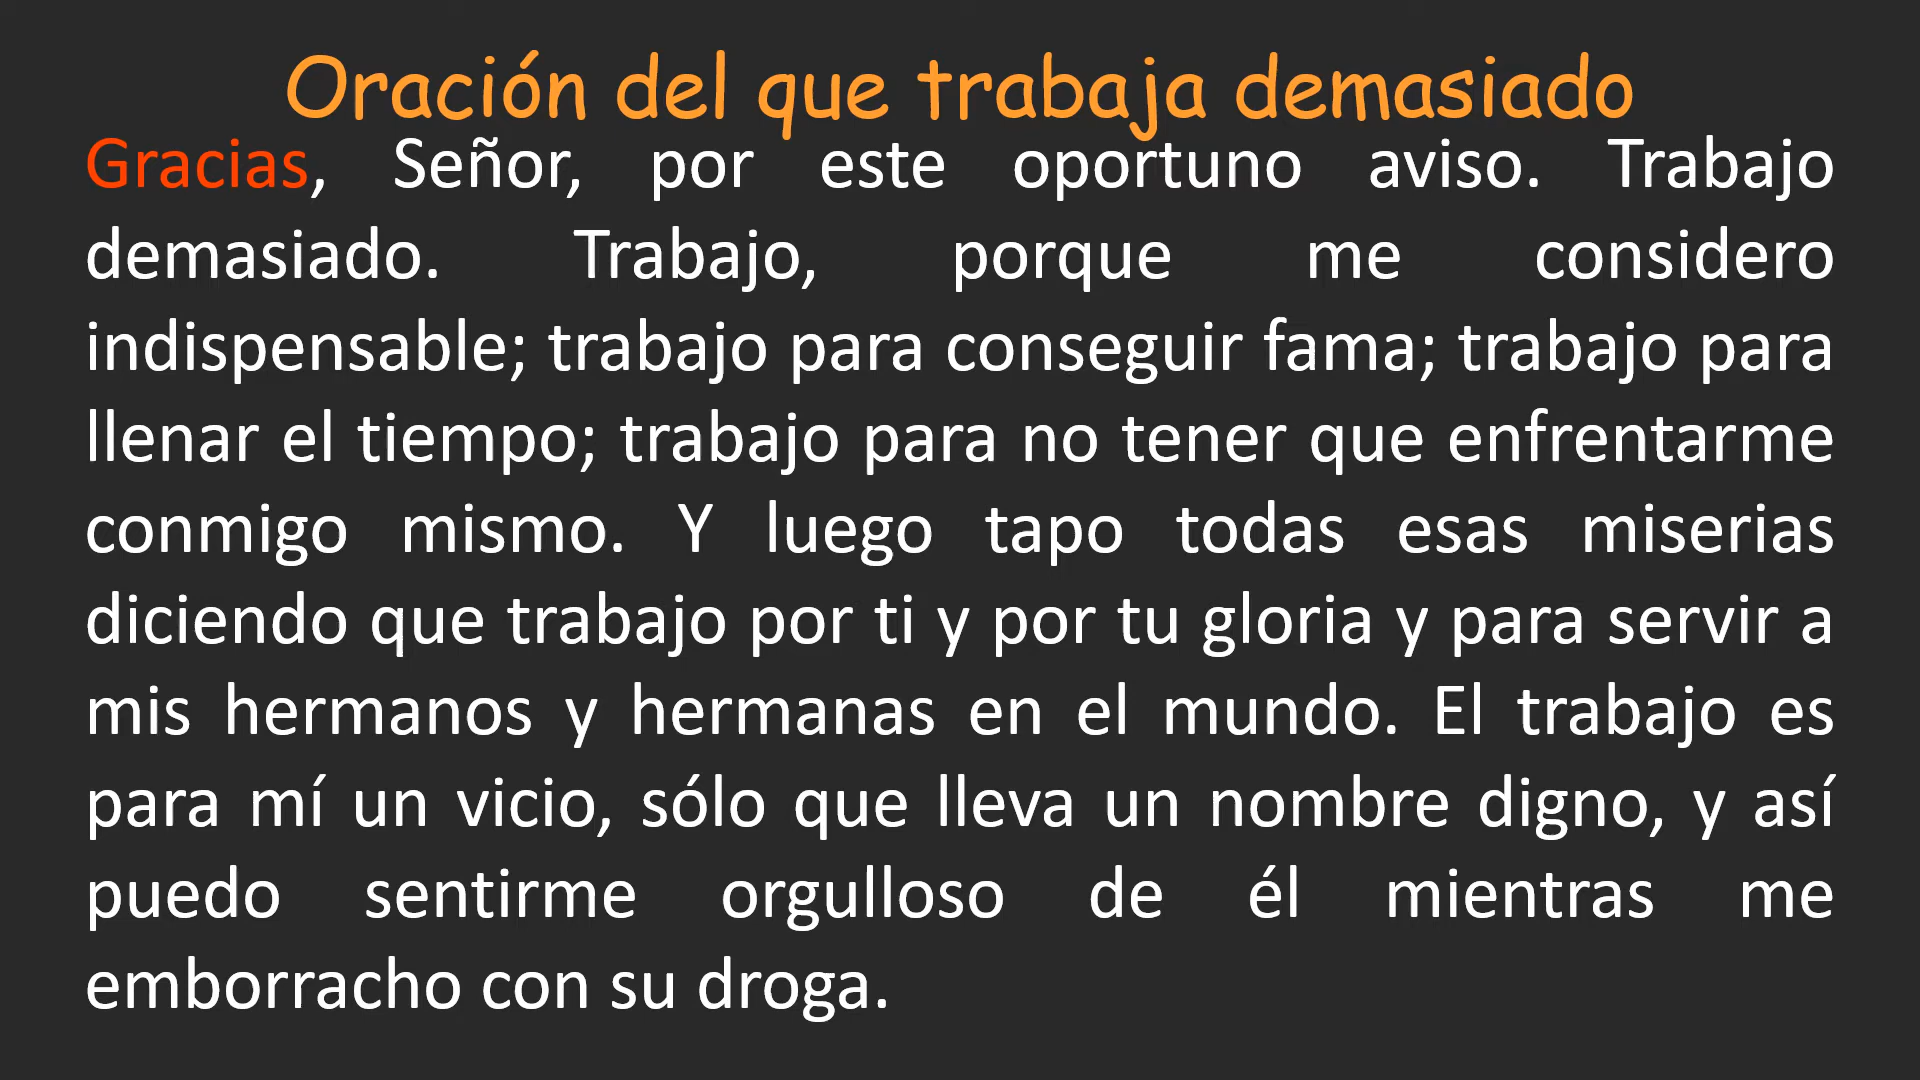 Oración del que trabaja demasiado
Gracias, Señor, por este oportuno aviso. Trabajo
demasiado. Trabajo, porque me considero
indispensable; trabajo para conseguir fama; trabajo para
llenar el tiempo; trabajo para no tener que enfrentarme
conmigo mismo. Y luego tapo todas esas miserias
diciendo que trabajo por ti y por tu gloria y para servir a
mis hermanos y hermanas en el mundo. El trabajo es
para mí un vicio, sólo que lleva un nombre digno, y así
puedo sentirme orgulloso de él mientras me
emborracho con su droga.